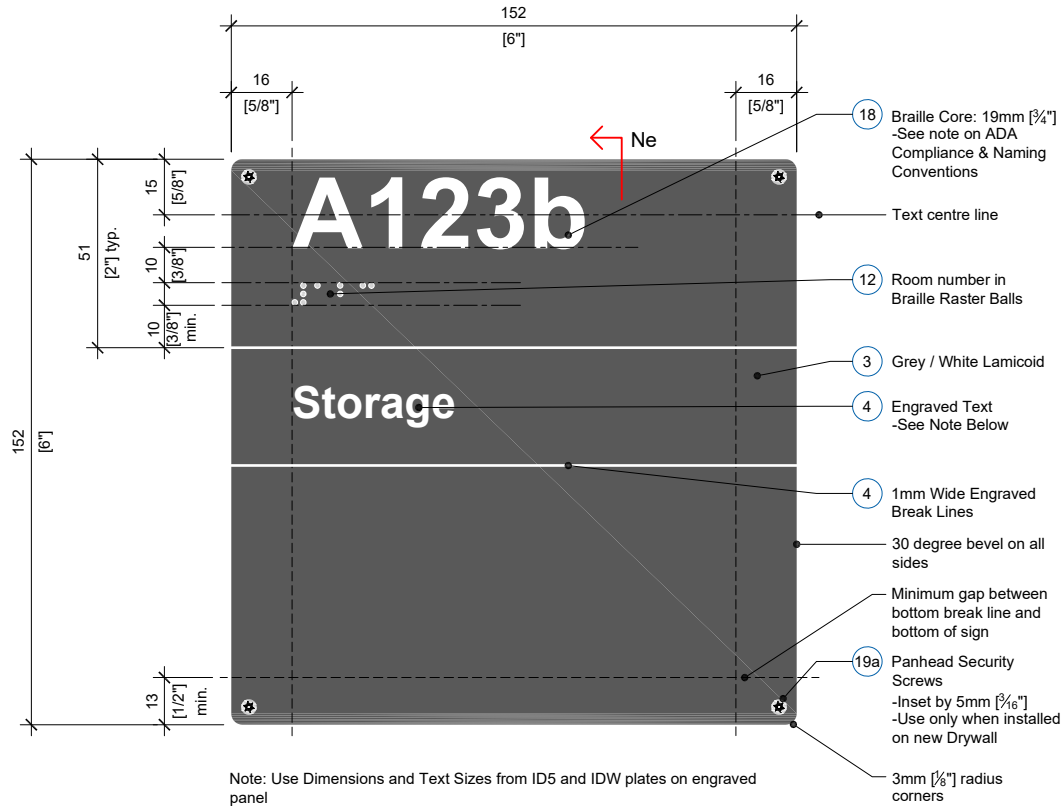 152
[6"]
16
[5/8"]
16
[5/8"]
18
Braille Core: 19mm [¾"]
-See note on ADA
Compliance & Naming
Conventions
Ne
15
[5/8"]
A123b
Text centre line
51
[2"] typ.
10
[3/8"]
12
Room number in
Braille Raster Balls
10
[3/8"]
min.
3
Grey / White Lamicoid
Storage
4
Engraved Text
-See Note Below
152
[6"]
4
1mm Wide Engraved
Break Lines
30 degree bevel on all
sides
Minimum gap between
bottom break line and
bottom of sign
19a
Panhead Security
Screws
-Inset by 5mm [3⁄16"]
-Use only when installed
on new Drywall
13
[1/2"]
min.
3mm [⅛"] radius
corners
Note: Use Dimensions and Text Sizes from ID5 and IDW plates on engraved
panel